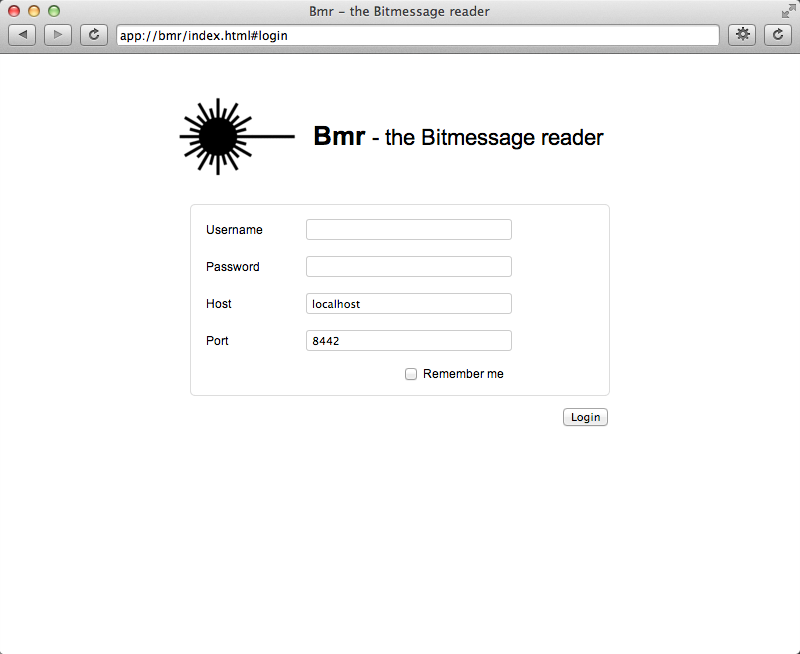 Bmr - the Bitmessage reader
app://bmr/index.html#login
Bmr - the Bitmessage reader
Username
Password
Host localhost
Port 8442
Remember me
Login